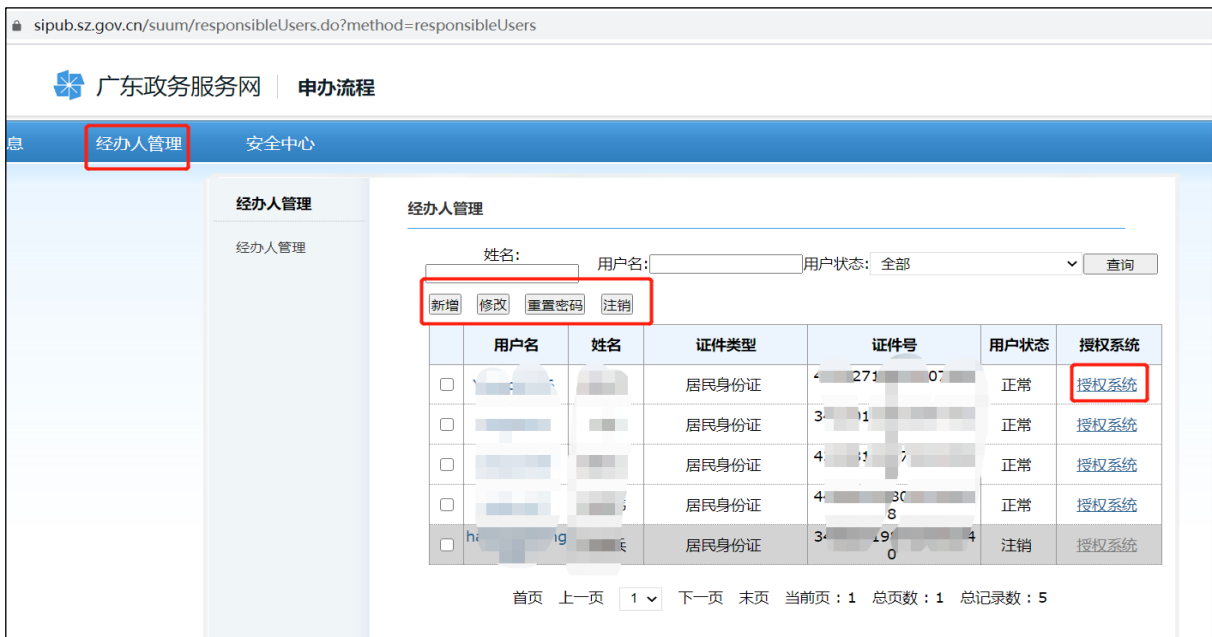 sipub.sz.gov.cn/suum/responsibleUsers.do?method=responsibleUsers
广东政务服务网 申办流程
息 经办人管理 安全中心
经办人管理
经办人管理
经办人管理
姓名: 用户名: 用户状态: 全部 查询
新增 修改 重置密码 注销
用户名 姓名 证件类型 证件号 用户状态 授权系统
居民身份证 正常 授权系统
居民身份证 正常 授权系统
居民身份证 正常 授权系统
居民身份证 正常 授权系统
居民身份证 注销 授权系统
首页 上一页 1 下一页 末页 当前页:1 总页数:1 总记录数:5